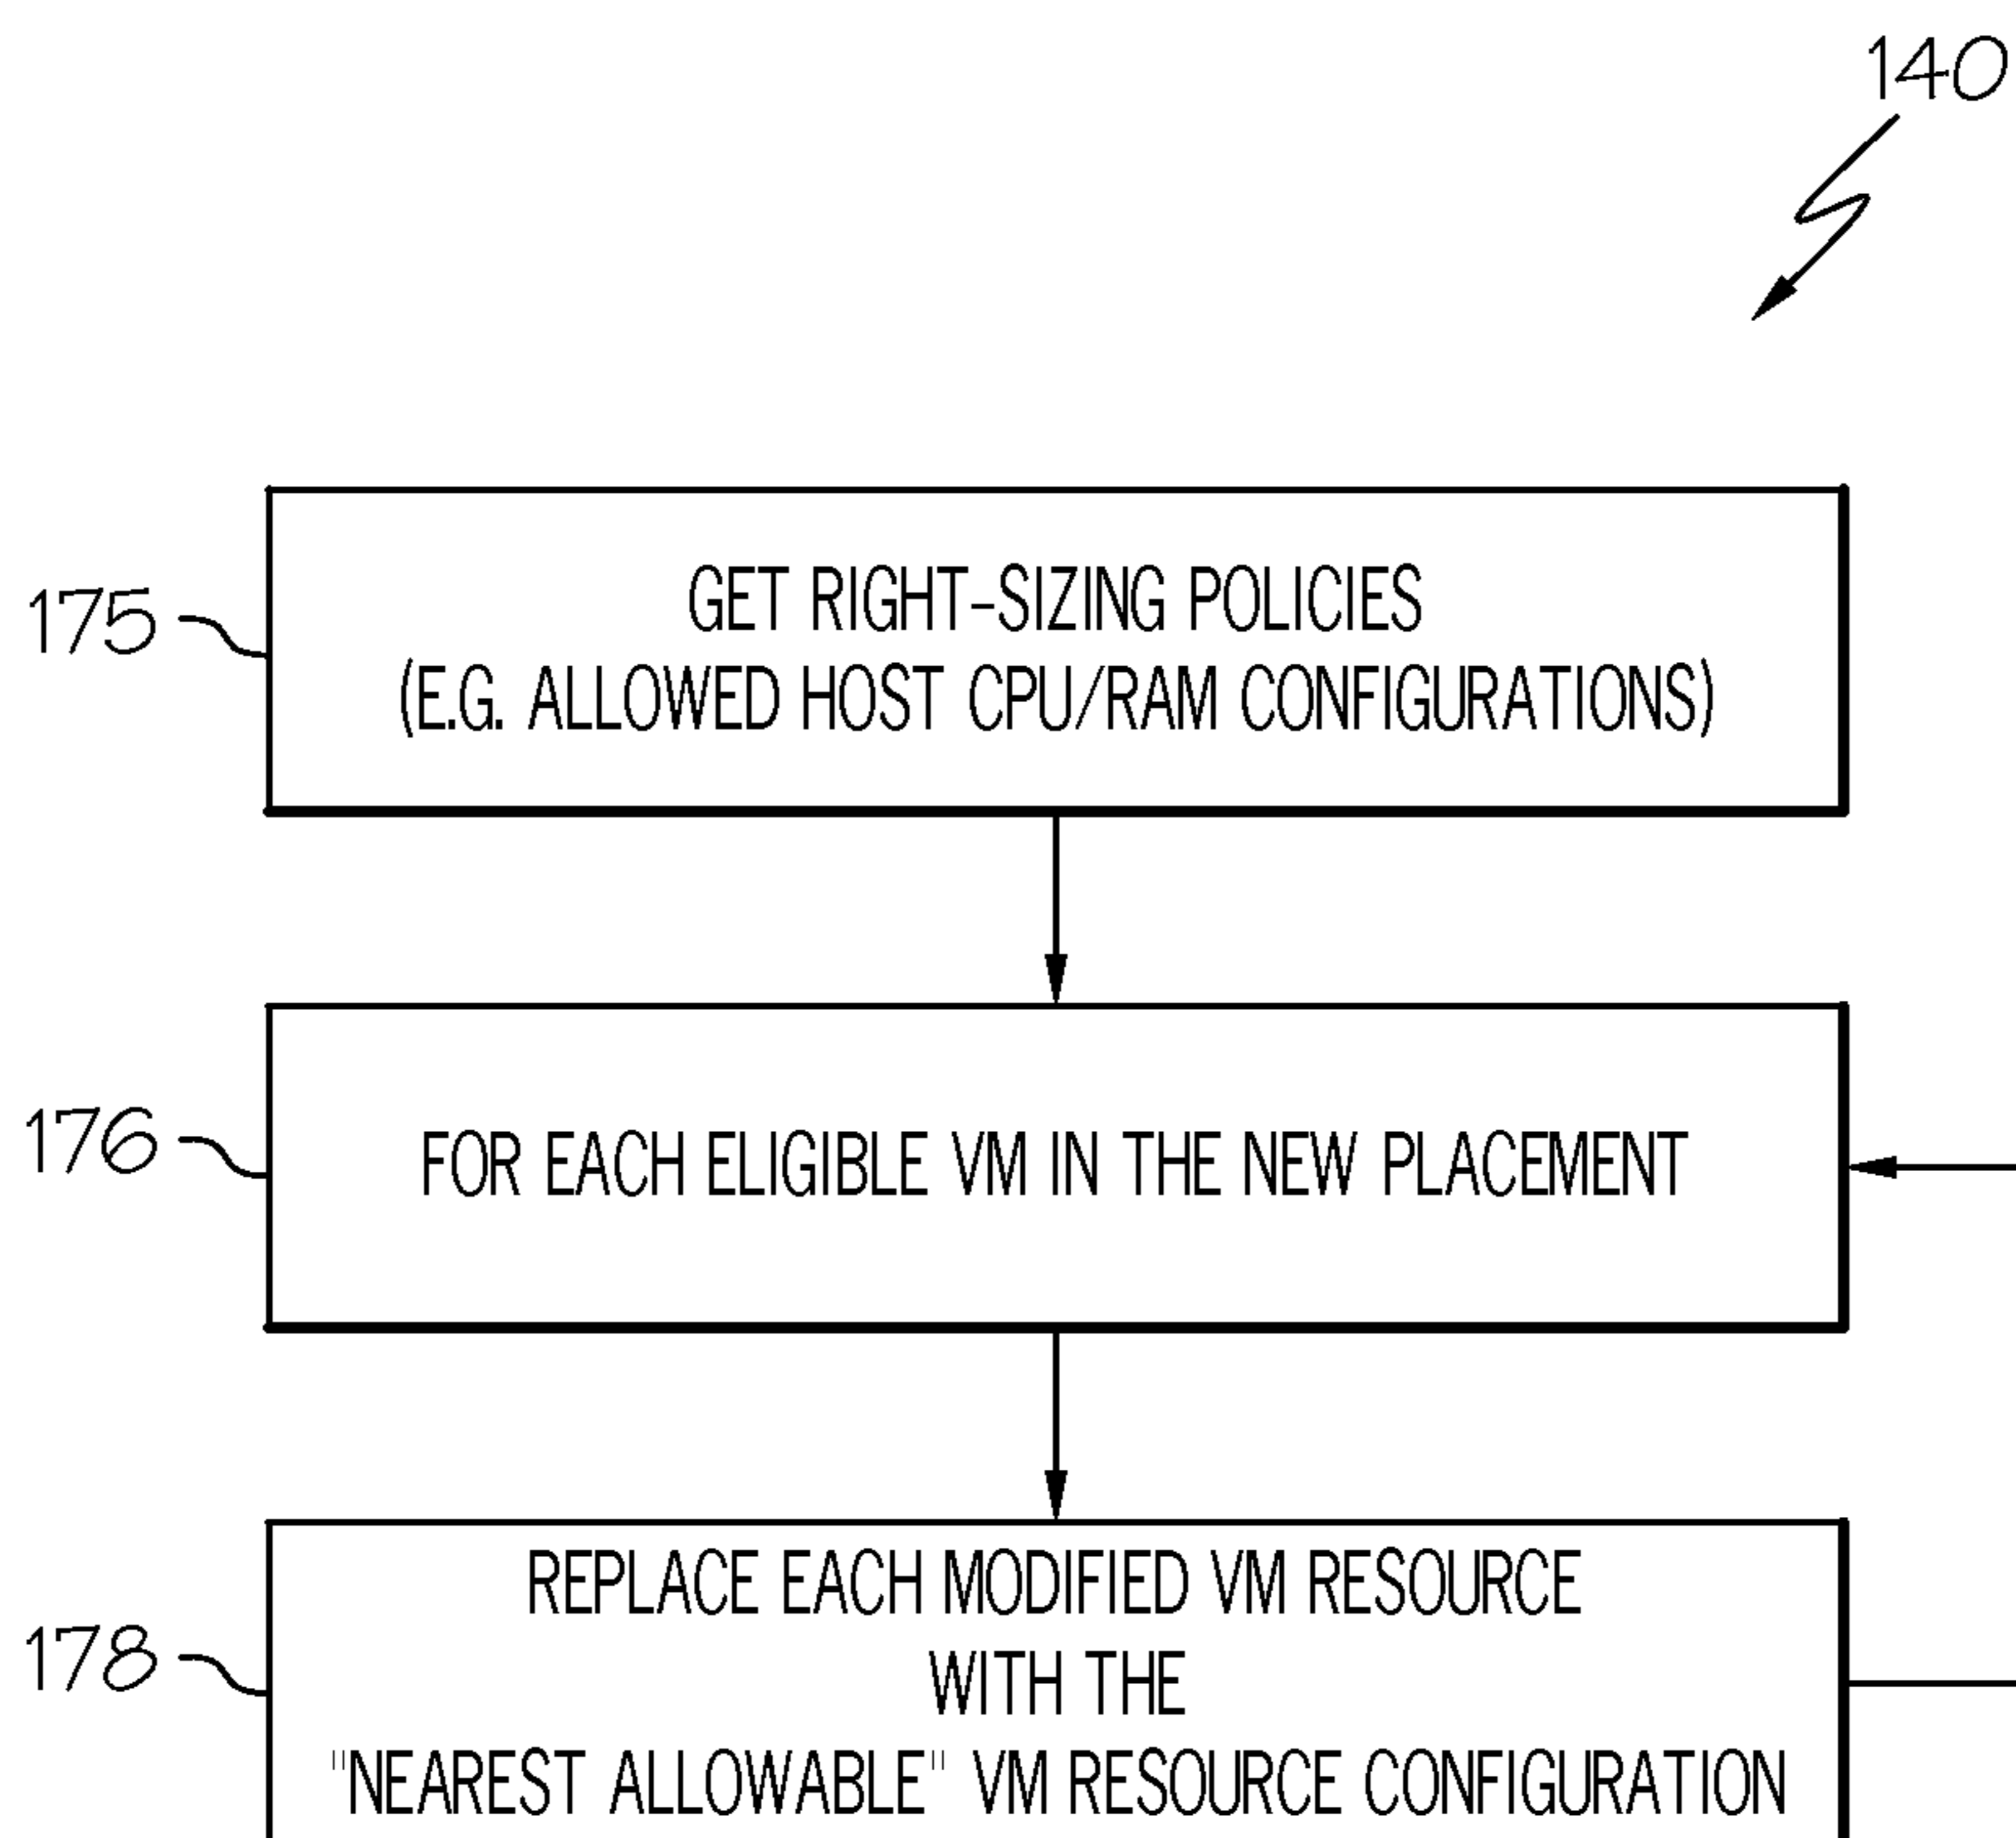 140
175
GET RIGHT-SIZING POLICIES
(E.G. ALLOWED HOST CPU/RAM CONFIGURATIONS)
176
FOR EACH ELIGIBLE VM IN THE NEW PLACEMENT
178
REPLACE EACH MODIFIED VM RESOURCE
WITH THE
"NEAREST ALLOWABLE" VM RESOURCE CONFIGURATION